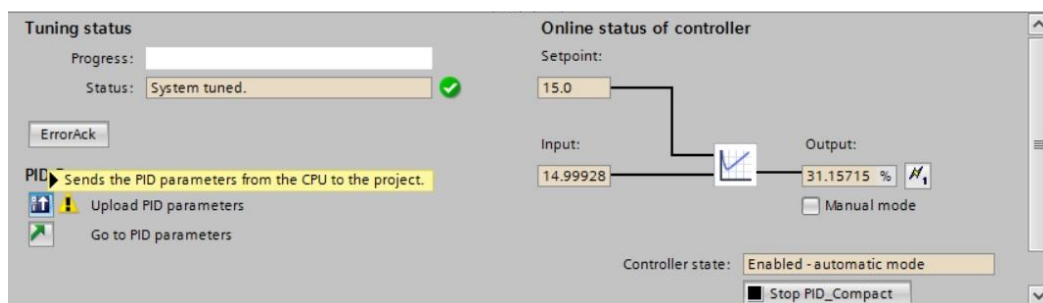 Tuning status
Progress:
Status: System tuned.
ErrorAck
PID
Sends the PID parameters from the CPU to the project.
Upload PID parameters
Go to PID parameters
Online status of controller
Setpoint:
15.0
Input:
14.99928
Output:
31.15715 %
Manual mode
Controller state: Enabled - automatic mode
Stop PID_Compact